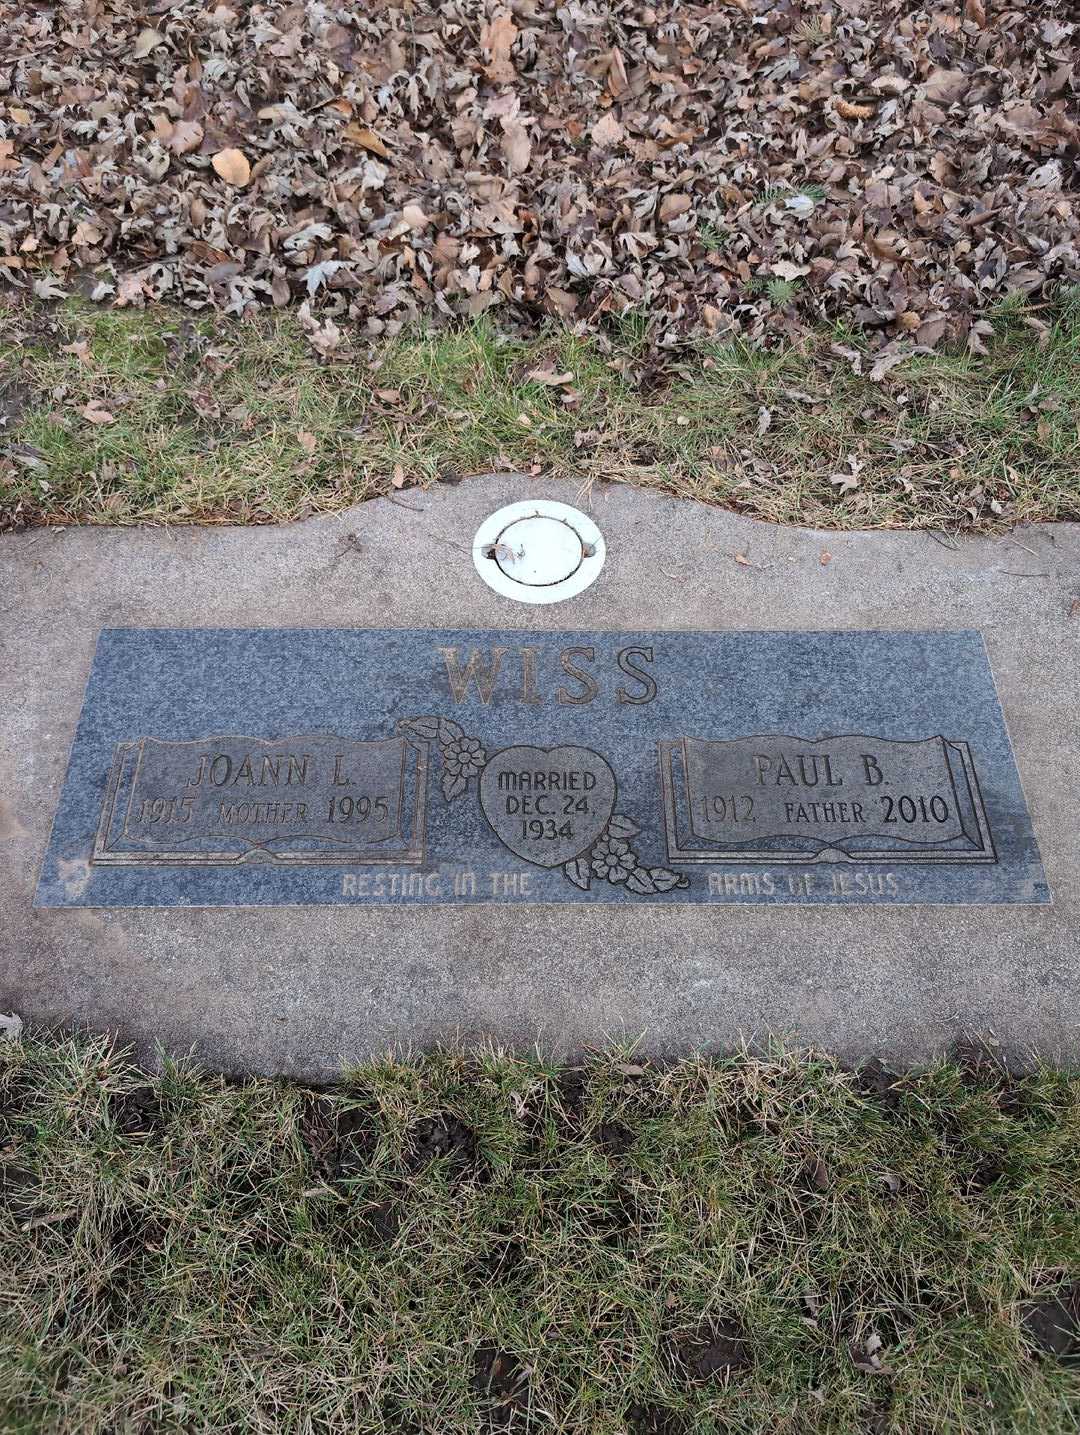 WISS
JOANN L.
1915 MOTHER 1995
MARRIED
DEC. 24,
1934
PAUL B.
1912 FATHER 2010
RESTING IN THE ARMS OF JESUS